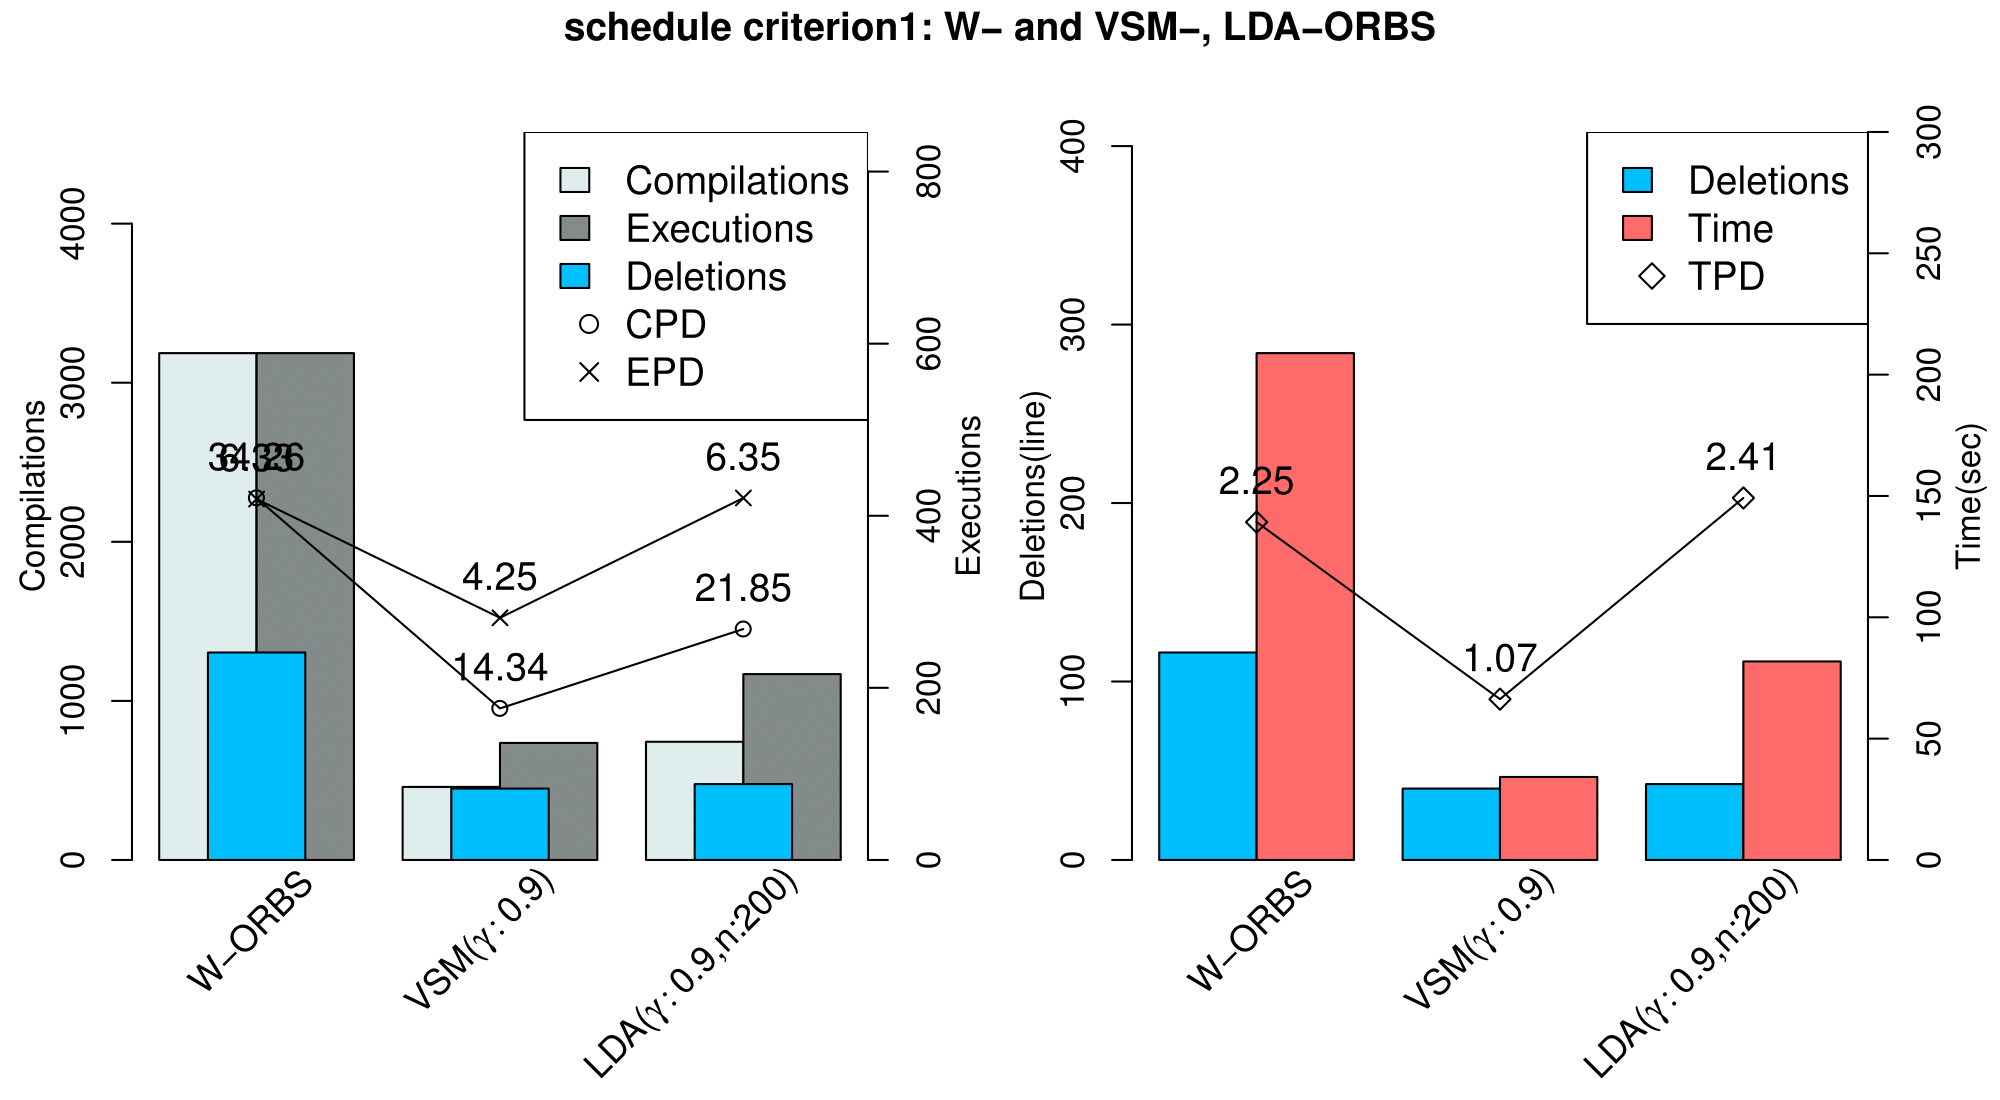 schedule criterion1: W− and VSM−, LDA−ORBS
Compilations
0
1000
2000
3000
4000
Compilations
Executions
Deletions
CPD
EPD
6.35
4.25
21.85
14.34
0
200
400
600
800
Executions
W−ORBS
VSM(γ: 0.9)
LDA(γ: 0.9,n:200)
Deletions(line)
0
100
200
300
400
Deletions
Time
TPD
2.25
1.07
2.41
0
50
100
150
200
250
300
Time(sec)
W−ORBS
VSM(γ: 0.9)
LDA(γ: 0.9,n:200)